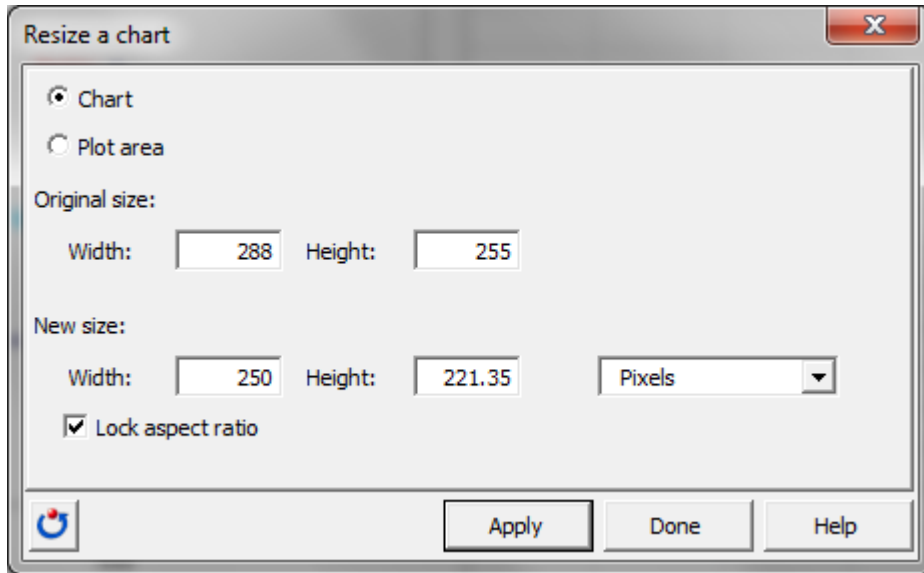 Resize a chart
Chart
Plot area
Original size:
Width: 288 Height: 255
New size:
Width: 250 Height: 221.35 Pixels
Lock aspect ratio
Apply Done Help